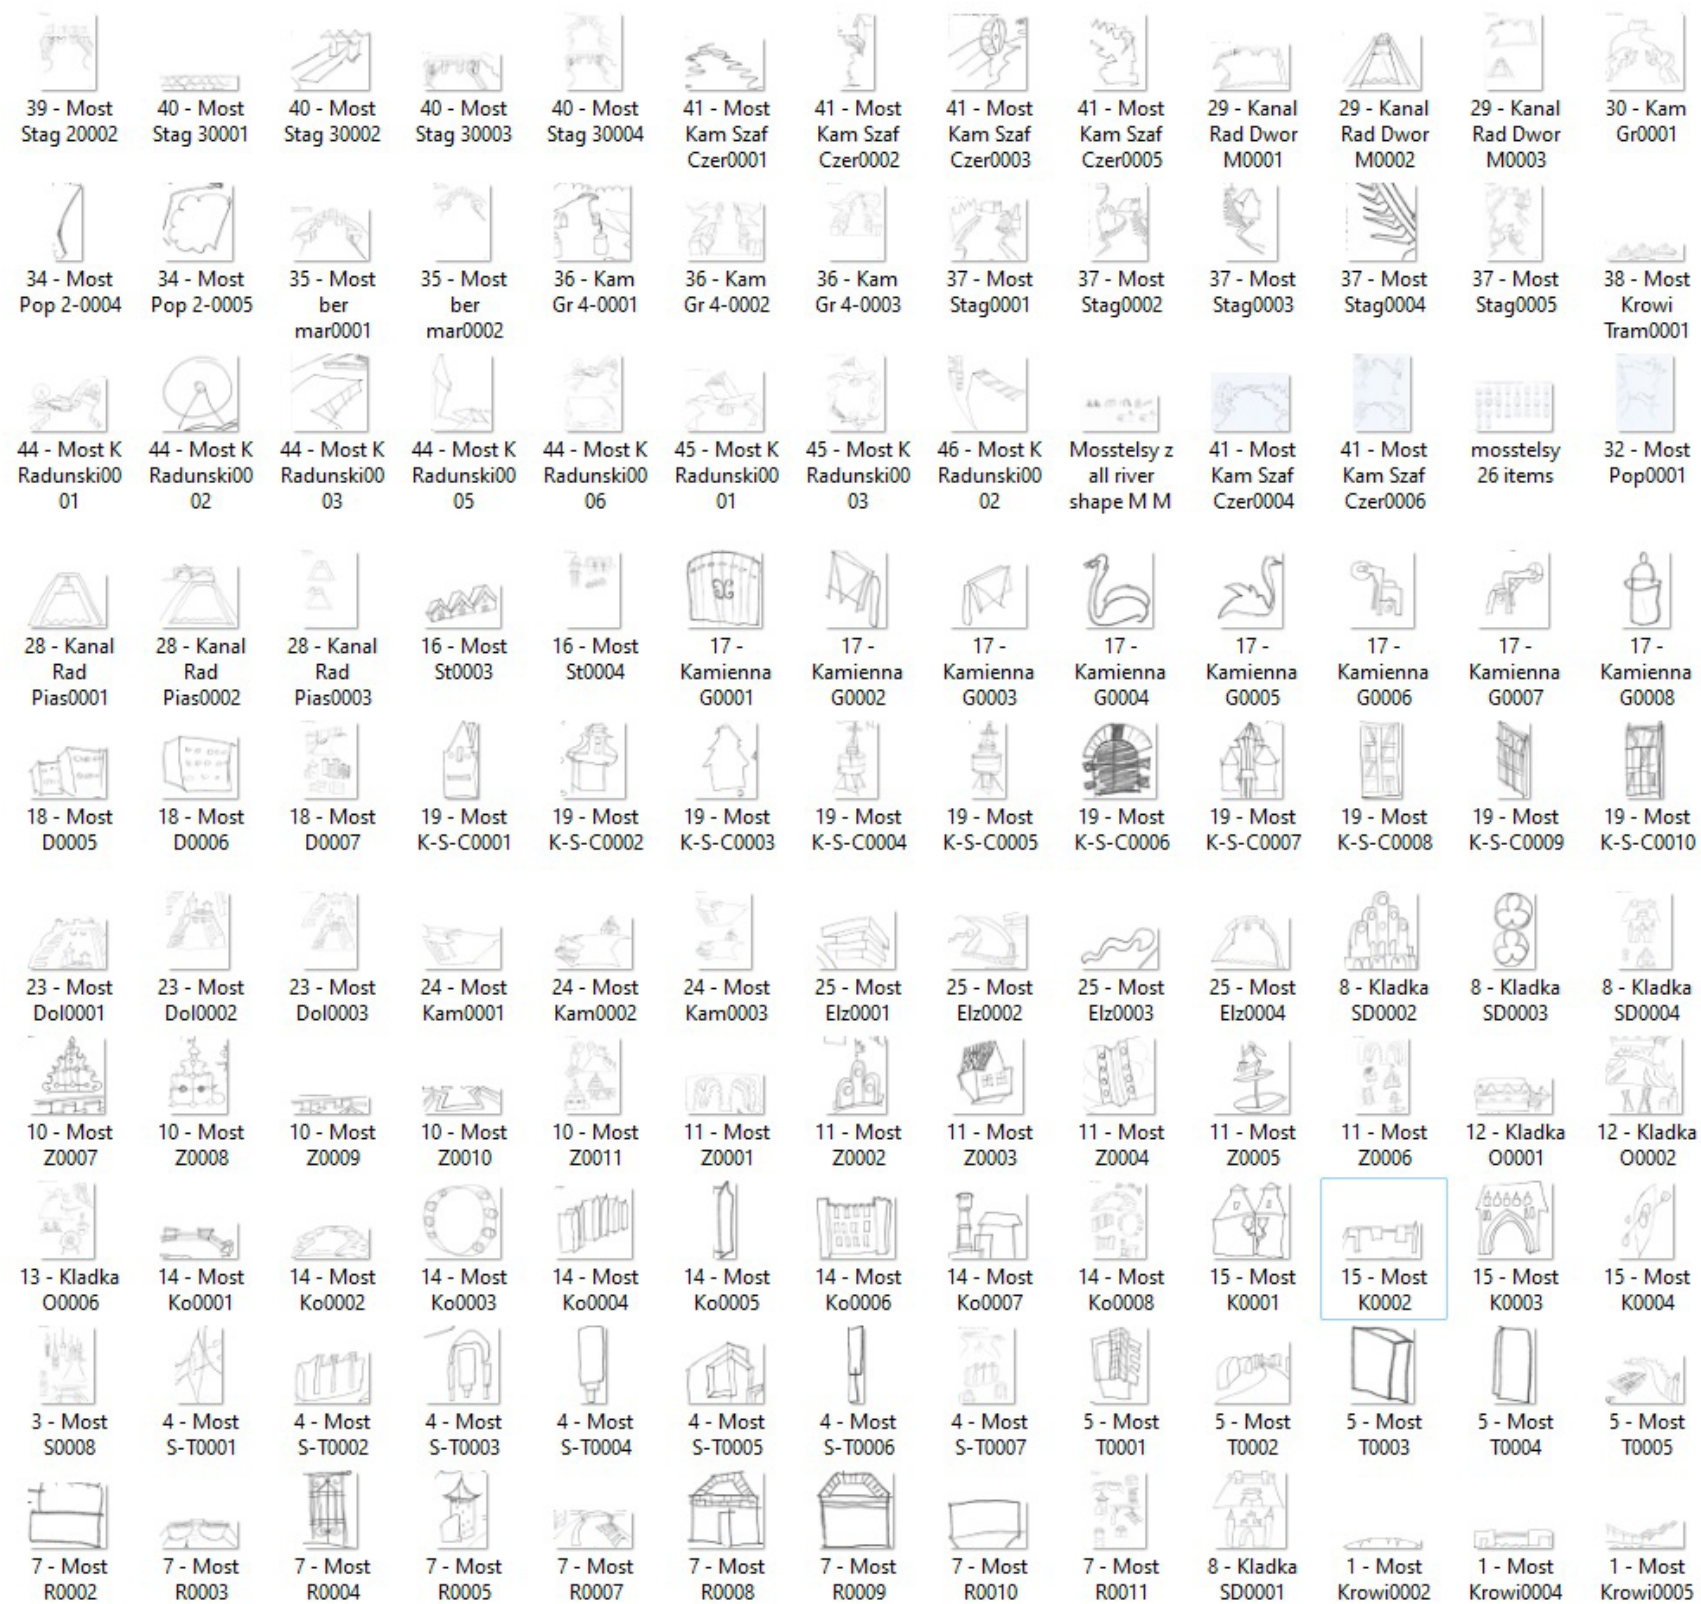 39 - Most 40 - Most 40 - Most 40 - Most 40 - Most 41 - Most 41 - Most 41 - Most 41 - Most 29 - Kanal 29 - Kanal 29 - Kanal 30 - Kam
Stag 20002 Stag 30001 Stag 30002 Stag 30003 Stag 30004 Kam Szaf Kam Szaf Kam Szaf Kam Szaf Rad Dwor Rad Dwor Rad Dwor Gr0001
Czer0001 Czer0002 Czer0003 Czer0005 M0001 M0002 M0003
34 - Most 34 - Most 35 - Most 35 - Most 36 - Kam 36 - Kam 36 - Kam 37 - Most 37 - Most 37 - Most 37 - Most 37 - Most 38 - Most
Pop 2-0004 Pop 2-0005 ber ber Gr 4-0001 Gr 4-0002 Gr 4-0003 Stag0001 Stag0002 Stag0003 Stag0004 Stag0005 Krowi
mar0001 mar0002 Tram0001
44 - Most K 44 - Most K 44 - Most K 44 - Most K 44 - Most K 45 - Most K 45 - Most K 46 - Most K Mosstelsy z 41 - Most 41 - Most mosstelsy 32 - Most
Radunski00 Radunski00 Radunski00 Radunski00 Radunski00 Radunski00 Radunski00 Radunski00 all river Kam Szaf Kam Szaf 26 items Pop0001
01 02 03 05 06 01 03 02 shape M M Czer0004 Czer0006
28 - Kanal 28 - Kanal 28 - Kanal 16 - Most 16 - Most 17 - 17 - 17 - 17 - 17 - 17 - 17 - 17 -
Rad Rad Rad St0003 St0004 Kamienna Kamienna Kamienna Kamienna Kamienna Kamienna Kamienna Kamienna
Pias0001 Pias0002 Pias0003 G0001 G0002 G0003 G0004 G0005 G0006 G0007 G0008
18 - Most 18 - Most 18 - Most 19 - Most 19 - Most 19 - Most 19 - Most 19 - Most 19 - Most 19 - Most 19 - Most 19 - Most 19 - Most
D0005 D0006 D0007 K-S-C0001 K-S-C0002 K-S-C0003 K-S-C0004 K-S-C0005 K-S-C0006 K-S-C0007 K-S-C0008 K-S-C0009 K-S-C0010
23 - Most 23 - Most 23 - Most 24 - Most 24 - Most 24 - Most 25 - Most 25 - Most 25 - Most 25 - Most 8 - Kladka 8 - Kladka 8 - Kladka
Dol0001 Dol0002 Dol0003 Kam0001 Kam0002 Kam0003 Elz0001 Elz0002 Elz0003 Elz0004 SD0002 SD0003 SD0004
10 - Most 10 - Most 10 - Most 10 - Most 10 - Most 11 - Most 11 - Most 11 - Most 11 - Most 11 - Most 11 - Most 12 - Kladka 12 - Kladka
Z0007 Z0008 Z0009 Z0010 Z0011 Z0001 Z0002 Z0003 Z0004 Z0005 Z0006 O0001 O0002
13 - Kladka 14 - Most 14 - Most 14 - Most 14 - Most 14 - Most 14 - Most 14 - Most 14 - Most 15 - Most 15 - Most 15 - Most 15 - Most
O0006 Ko0001 Ko0002 Ko0003 Ko0004 Ko0005 Ko0006 Ko0007 Ko0008 K0001 K0002 K0003 K0004
3 - Most 4 - Most 4 - Most 4 - Most 4 - Most 4 - Most 4 - Most 4 - Most 5 - Most 5 - Most 5 - Most 5 - Most 5 - Most
S0008 S-T0001 S-T0002 S-T0003 S-T0004 S-T0005 S-T0006 S-T0007 T0001 T0002 T0003 T0004 T0005
7 - Most 7 - Most 7 - Most 7 - Most 7 - Most 7 - Most 7 - Most 7 - Most 7 - Most 8 - Kladka 1 - Most 1 - Most 1 - Most
R0002 R0003 R0004 R0005 R0007 R0008 R0009 R0010 R0011 SD0001 Krowi0002 Krowi0004 Krowi0005